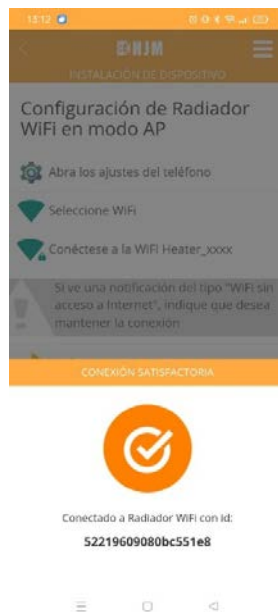 13:12
HJM
INSTALACIÓN DE DISPOSITIVO
Configuración de Radiador
WiFi en modo AP
Abra los ajustes del teléfono
Seleccione WiFi
Conéctese a la WiFi Heater_xxxx
Si ve una notificación del tipo "WiFi sin
acceso a Internet", indique que desea
mantener la conexión
CONEXIÓN SATISFACTORIA
Conectado a Radiador WiFi con id:
52219609080bc551e8